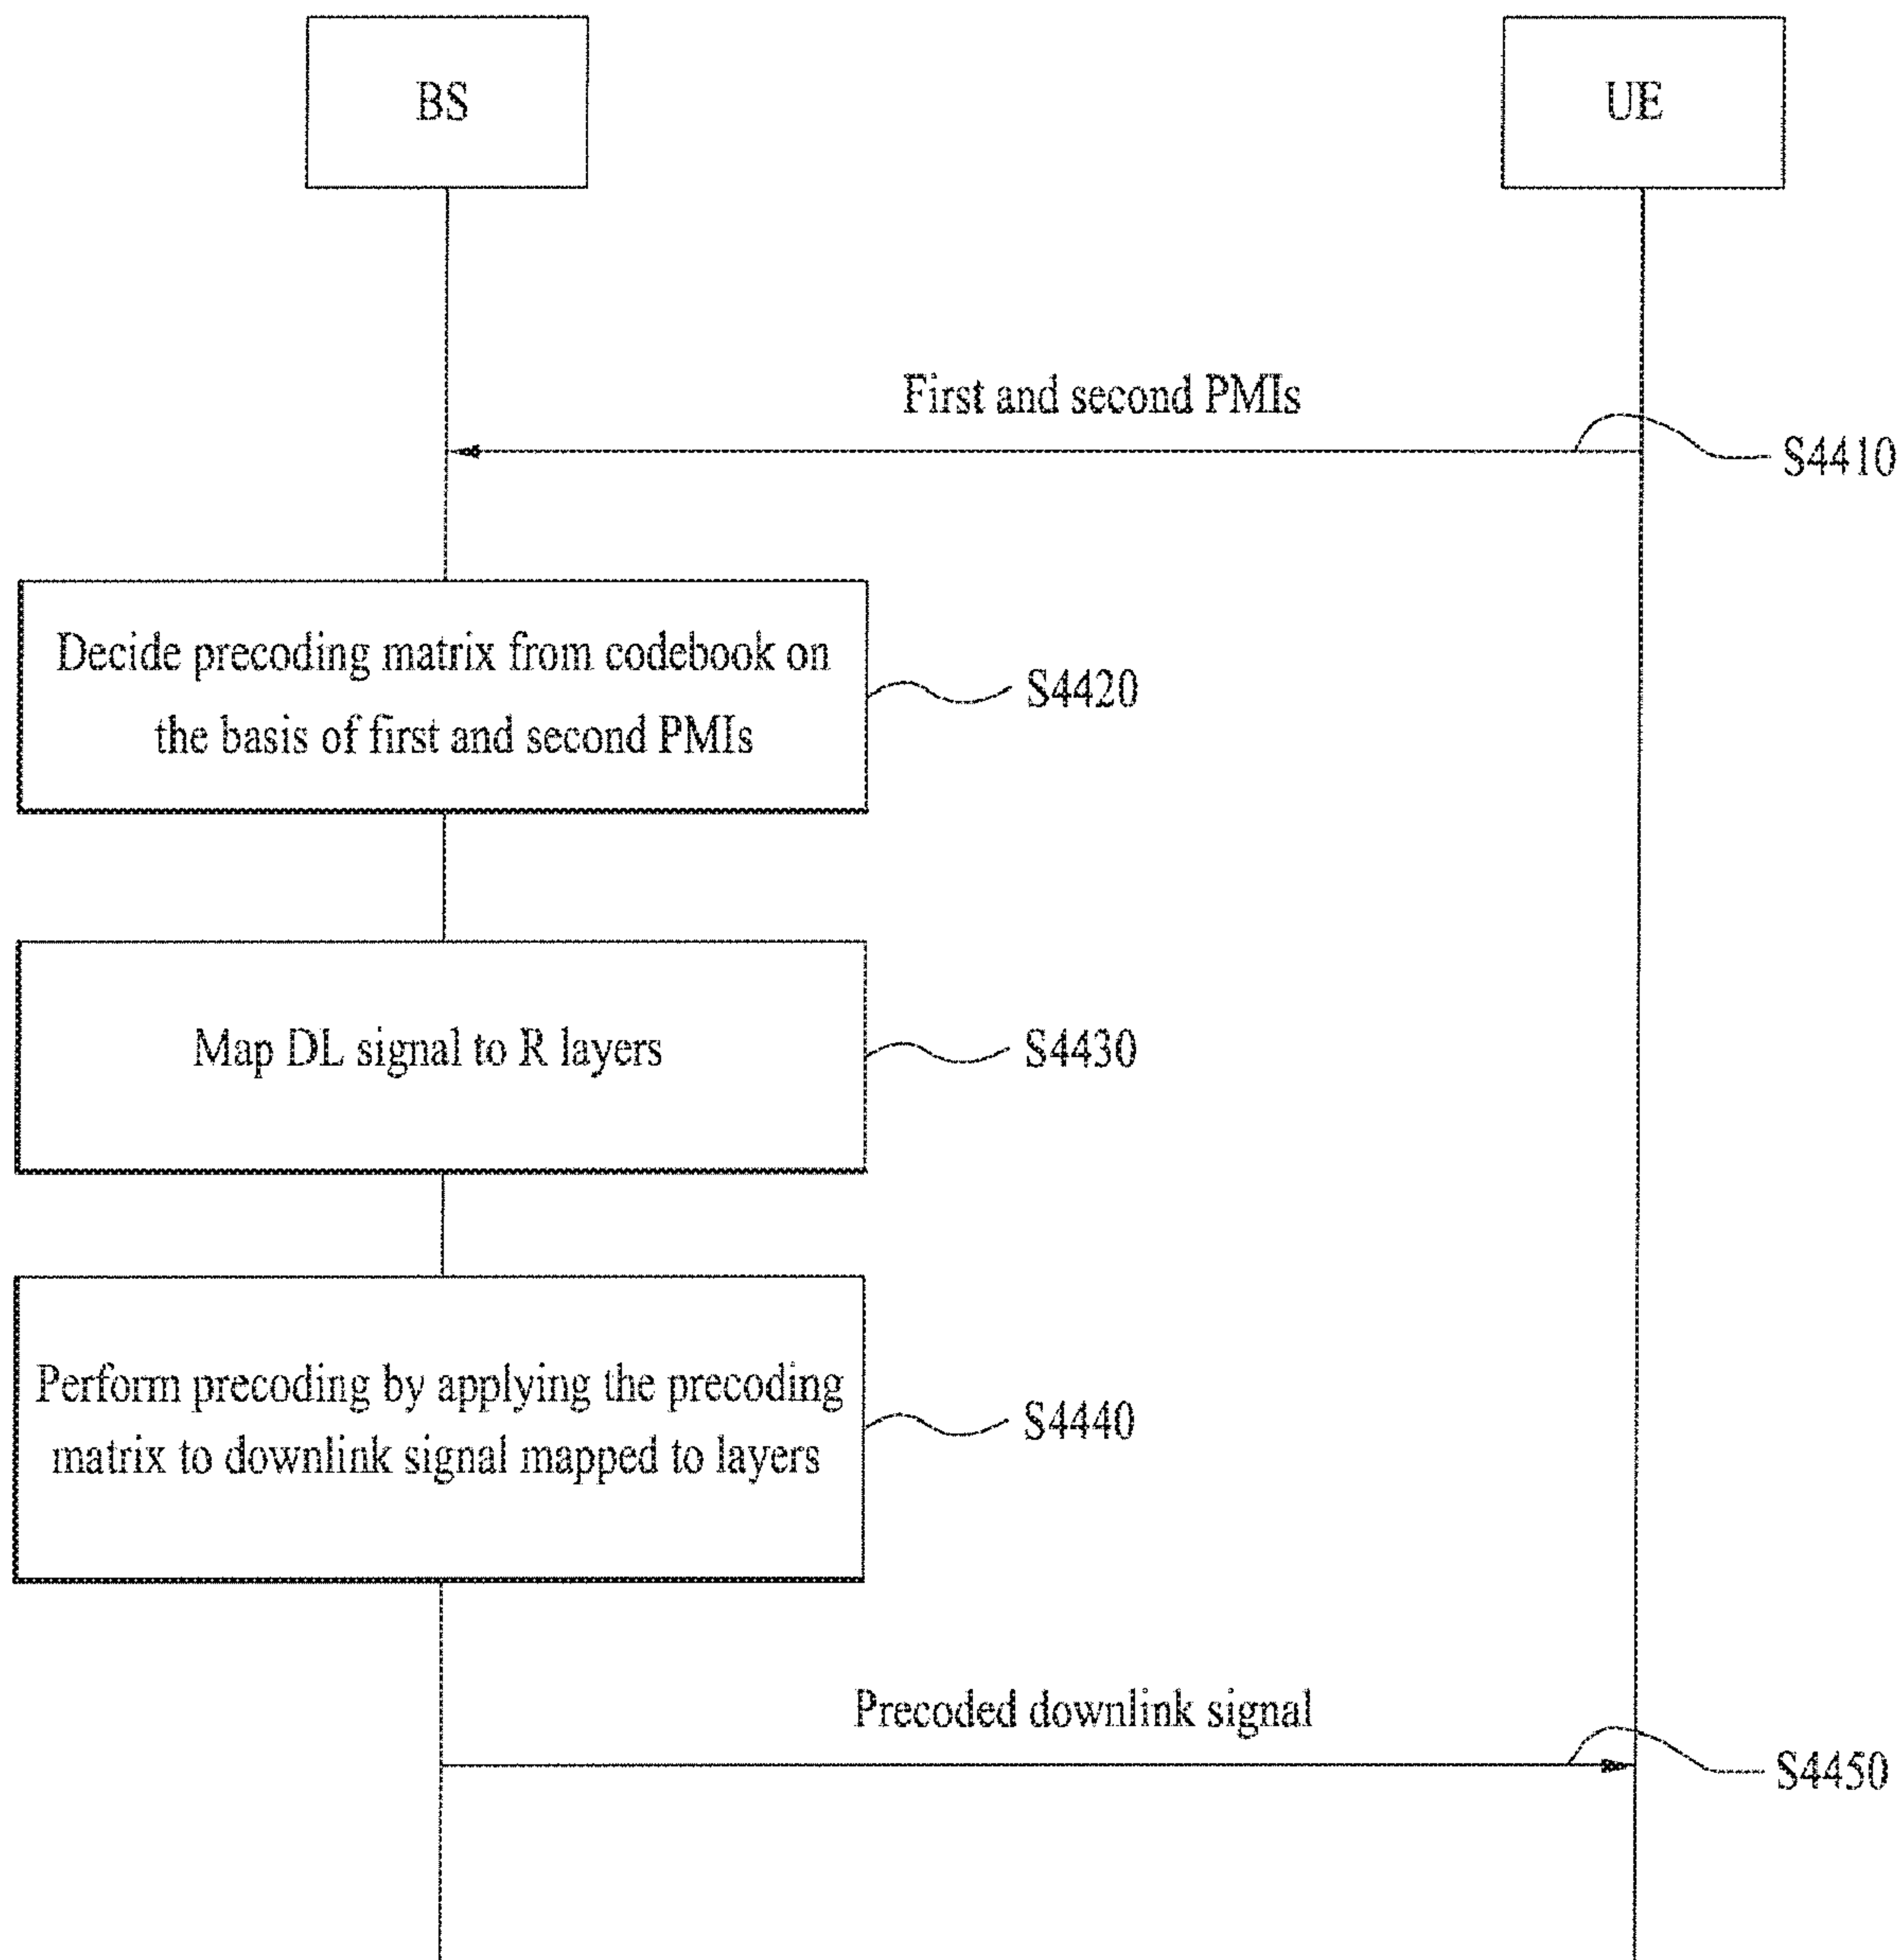 BS
UE
First and second PMIs
S4410
Decide precoding matrix from codebook on
the basis of first and second PMIs
S4420
Map DL signal to R layers
S4430
Perform precoding by applying the precoding
matrix to downlink signal mapped to layers
S4440
Precoded downlink signal
S4450